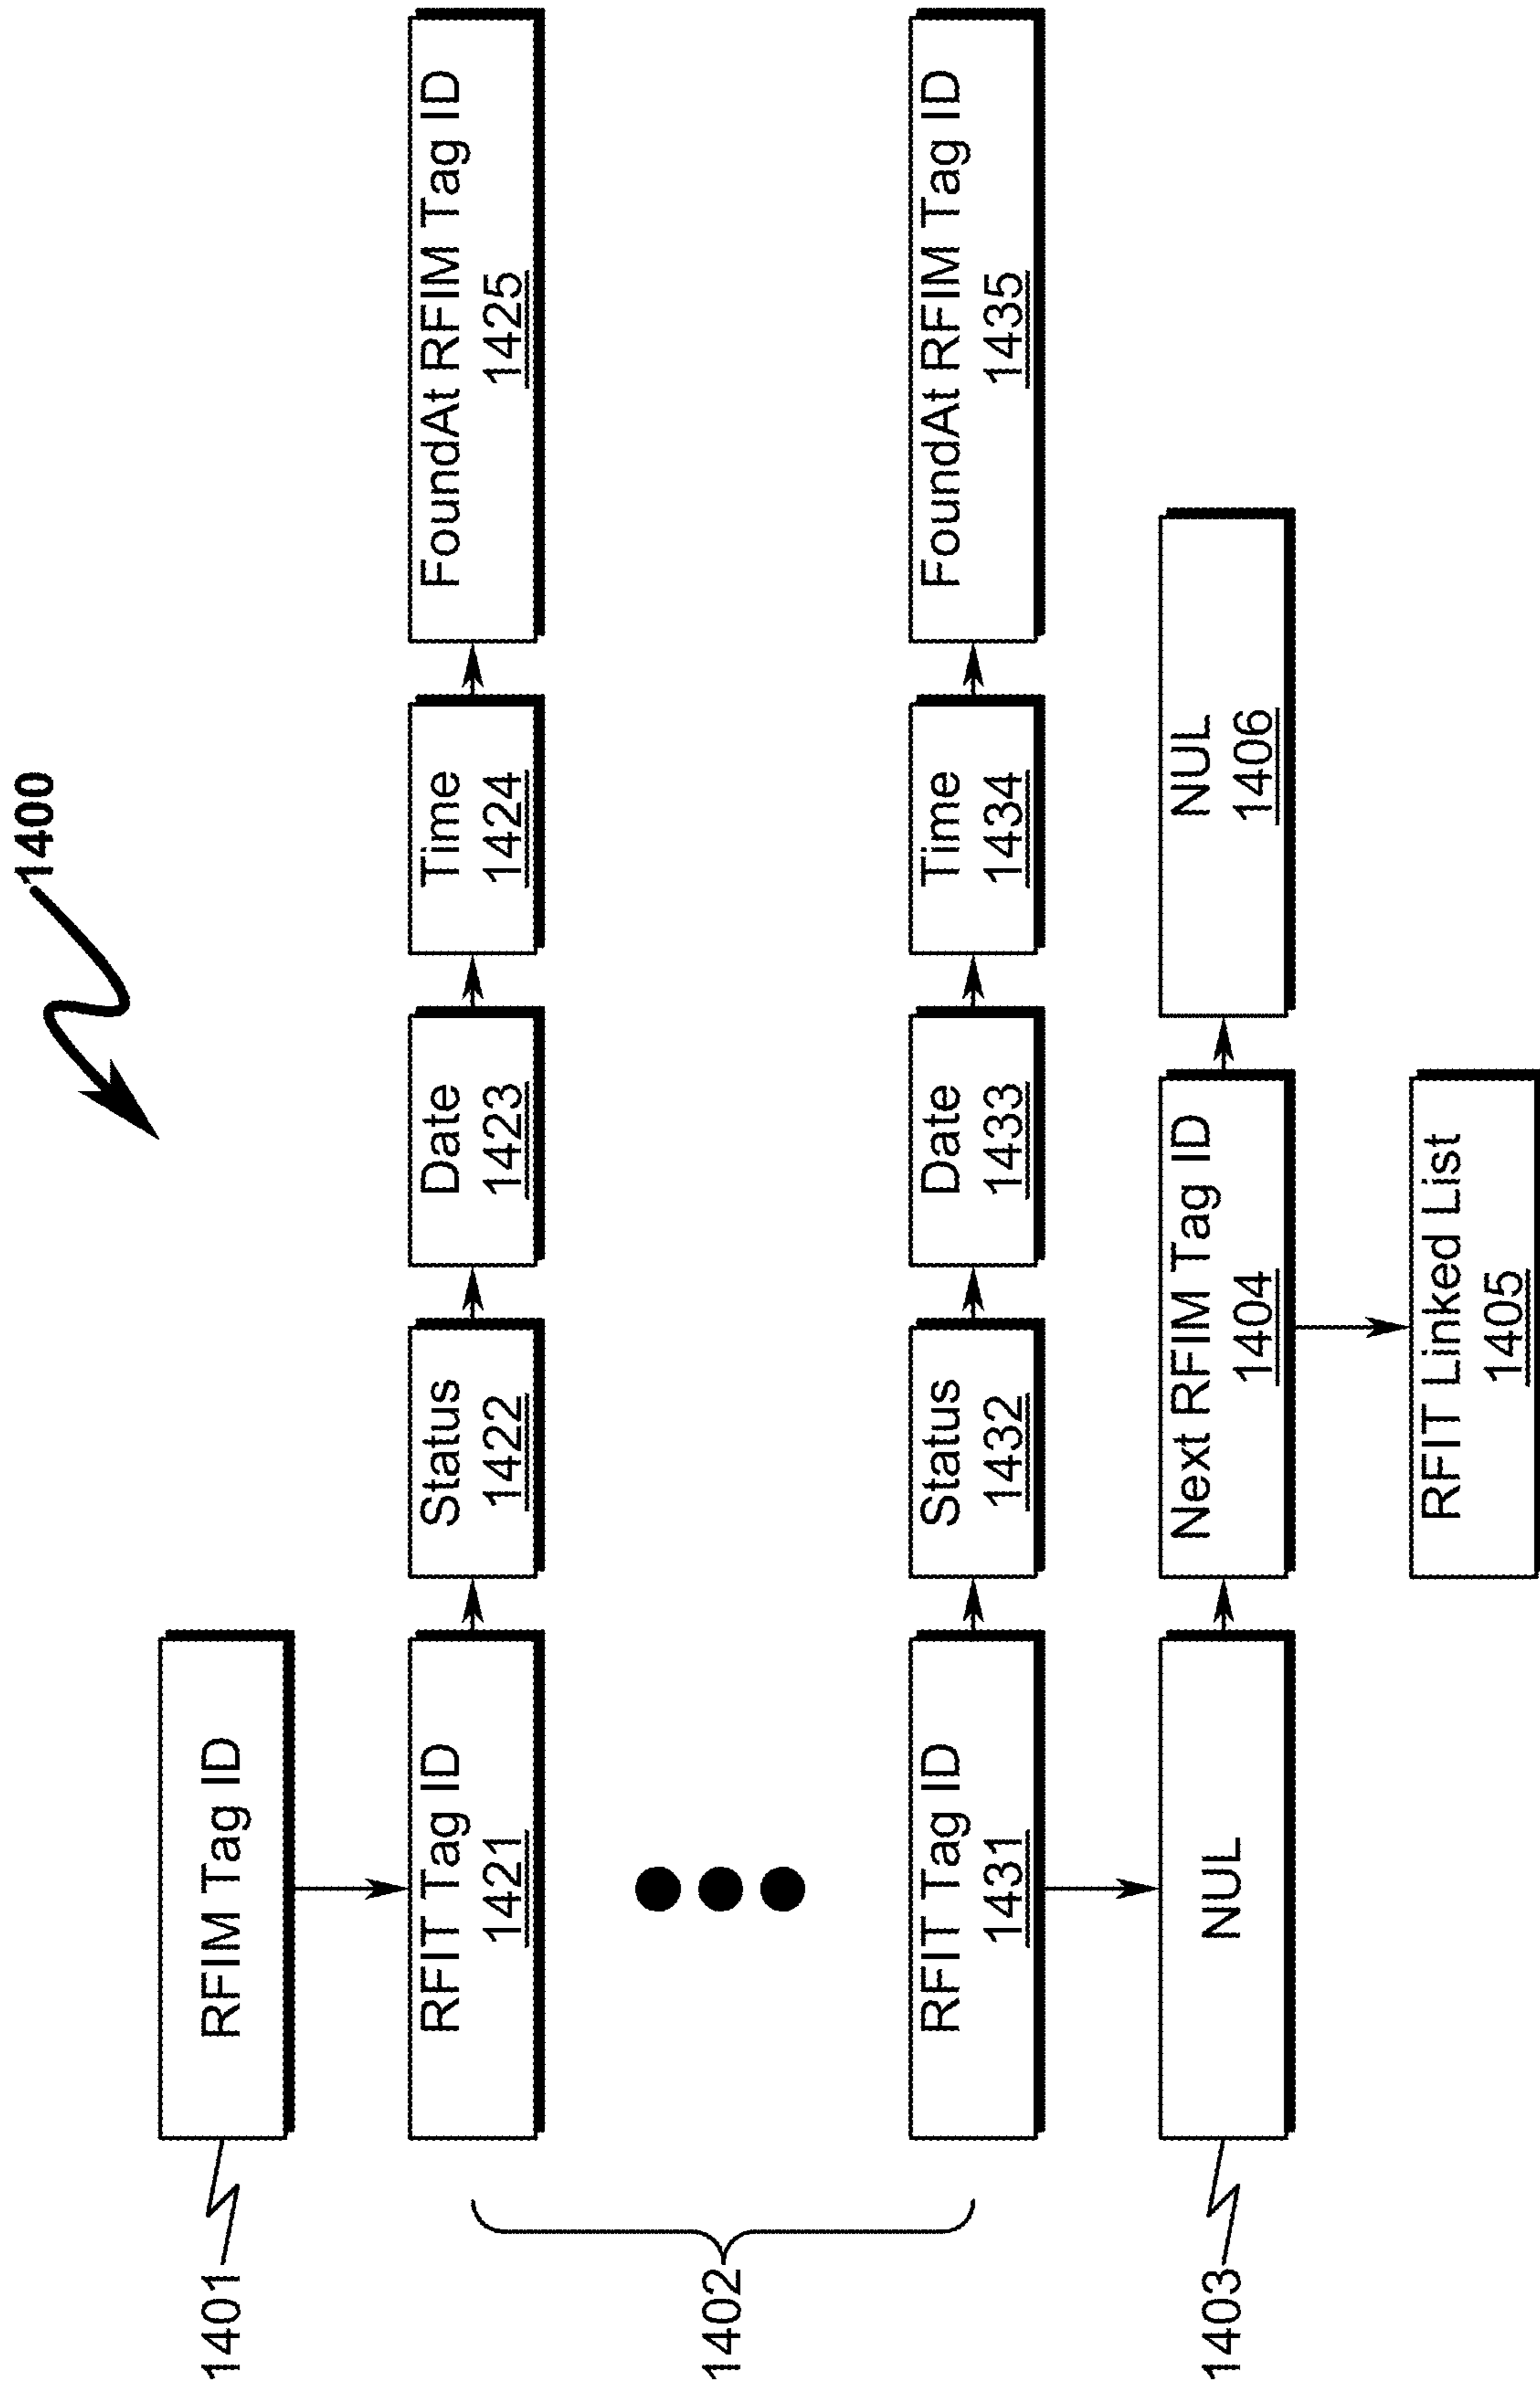 1400
1401
RFIM Tag ID
1402
RFIT Tag ID
1421
Status
1422
Date
1423
Time
1424
FoundAt RFIM Tag ID
1425
RFIT Tag ID
1431
Status
1432
Date
1433
Time
1434
FoundAt RFIM Tag ID
1435
1403
NUL
Next RFIM Tag ID
1404
NUL
1406
RFIT Linked List
1405